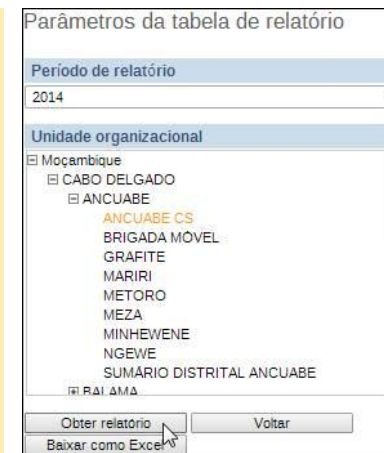 Parâmetros da tabela de relatório
Período de relatório
2014
Unidade organizacional
Moçambique
CABO DELGADO
ANCUABE
ANCUABE CS
BRIGADA MÓVEL
GRAFITE
MARIRI
METORO
MEZA
MINHEWENE
NGEWE
SUMÁRIO DISTRITAL ANCUABE
BALAMA
Obter relatório Voltar
Baixar como Excel